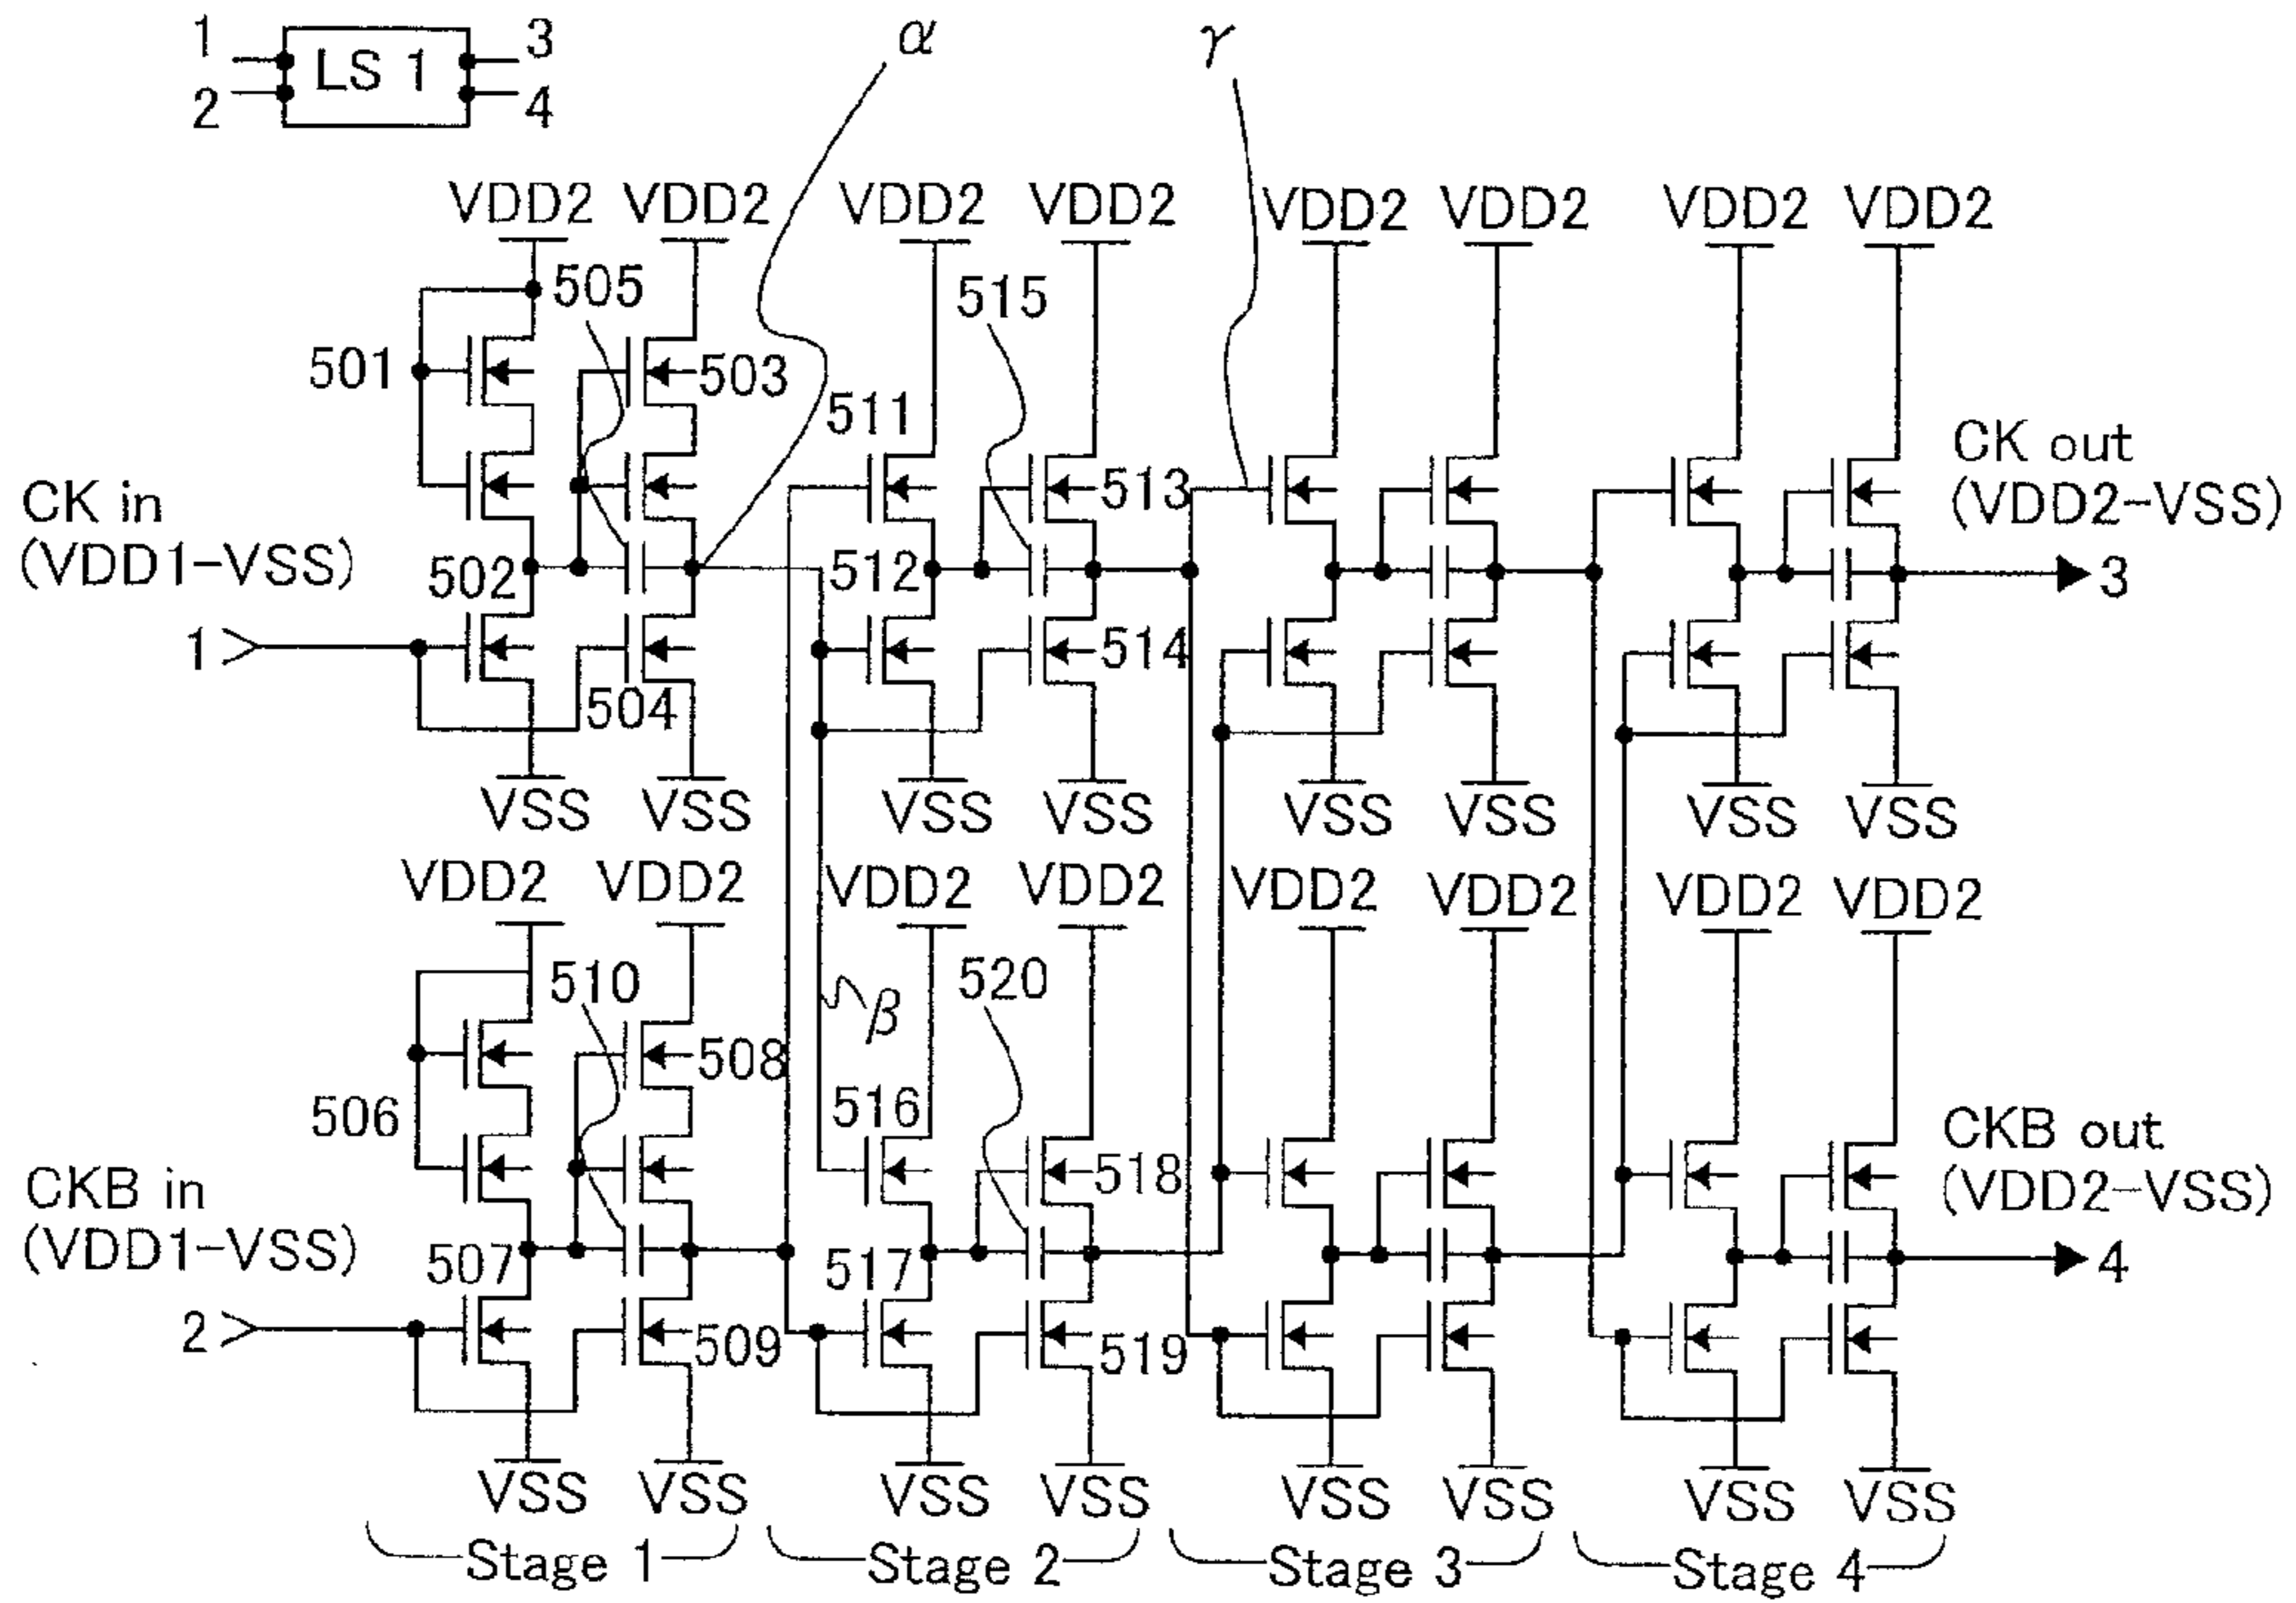 1 LS 1 3
2 4
α γ
VDD2 VDD2 VDD2 VDD2 VDD2 VDD2 VDD2 VDD2
505 515
501 503
511
CK in
(VDD1-VSS)
513
CK out
(VDD2-VSS)
502 512
3
1
514
504
VSS VSS VSS VSS VSS VSS VSS VSS
VDD2 VDD2 VDD2 VDD2 VDD2 VDD2 VDD2 VDD2
510 β 520
508
506 516
CKB in
(VDD1-VSS)
518
CKB out
(VDD2-VSS)
507 517
4
2
509 519
VSS VSS VSS VSS VSS VSS VSS VSS
Stage 1 Stage 2 Stage 3 Stage 4